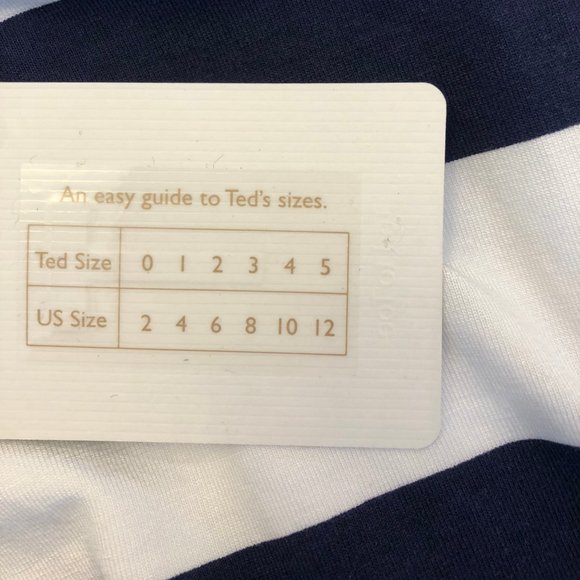 An easy guide to Ted's sizes.
Ted Size 0 1 2 3 4 5
US Size 2 4 6 8 10 12